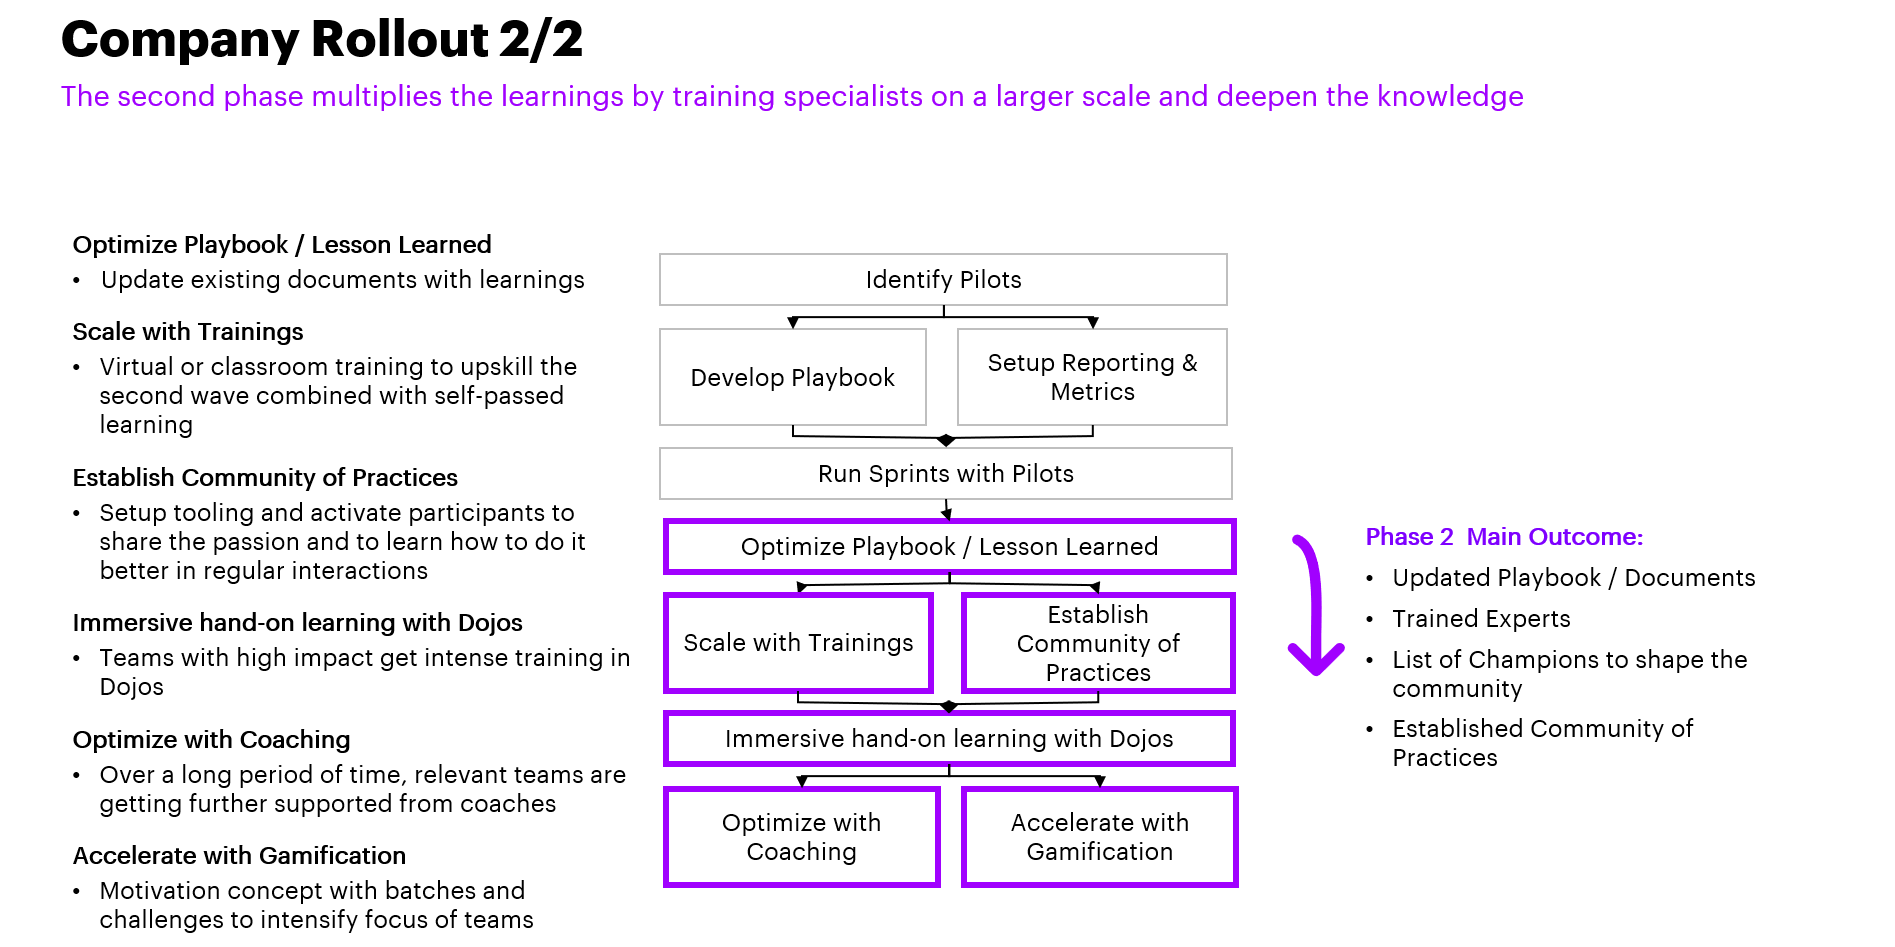 Company Rollout 2/2
The second phase multiplies the learnings by training specialists on a larger scale and deepen the knowledge
Optimize Playbook / Lesson Learned
• Update existing documents with learnings
Scale with Trainings
• Virtual or classroom training to upskill the
second wave combined with self-passed
learning
Establish Community of Practices
• Setup tooling and activate participants to
share the passion and to learn how to do it
better in regular interactions
Immersive hand-on learning with Dojos
• Teams with high impact get intense training in
Dojos
Optimize with Coaching
• Over a long period of time, relevant teams are
getting further supported from coaches
Accelerate with Gamification
• Motivation concept with batches and
challenges to intensify focus of teams
Identify Pilots
Develop Playbook
Setup Reporting &
Metrics
Run Sprints with Pilots
Optimize Playbook / Lesson Learned
Scale with Trainings
Establish
Community of
Practices
Immersive hand-on learning with Dojos
Optimize with
Coaching
Accelerate with
Gamification
Phase 2 Main Outcome:
• Updated Playbook / Documents
• Trained Experts
• List of Champions to shape the
community
• Established Community of
Practices